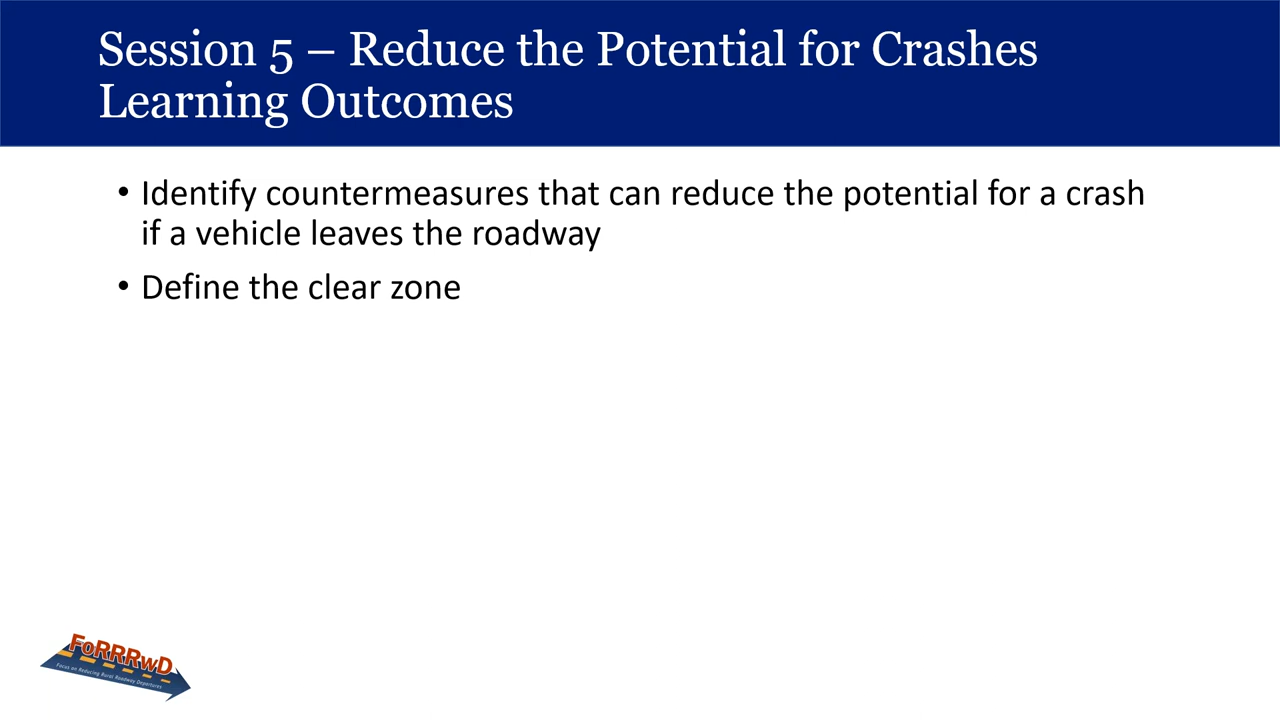 Session 5 – Reduce the Potential for Crashes
Learning Outcomes
• Identify countermeasures that can reduce the potential for a crash
if a vehicle leaves the roadway
• Define the clear zone
FoRRRwD
Focus on Reducing Rural Roadway Departures